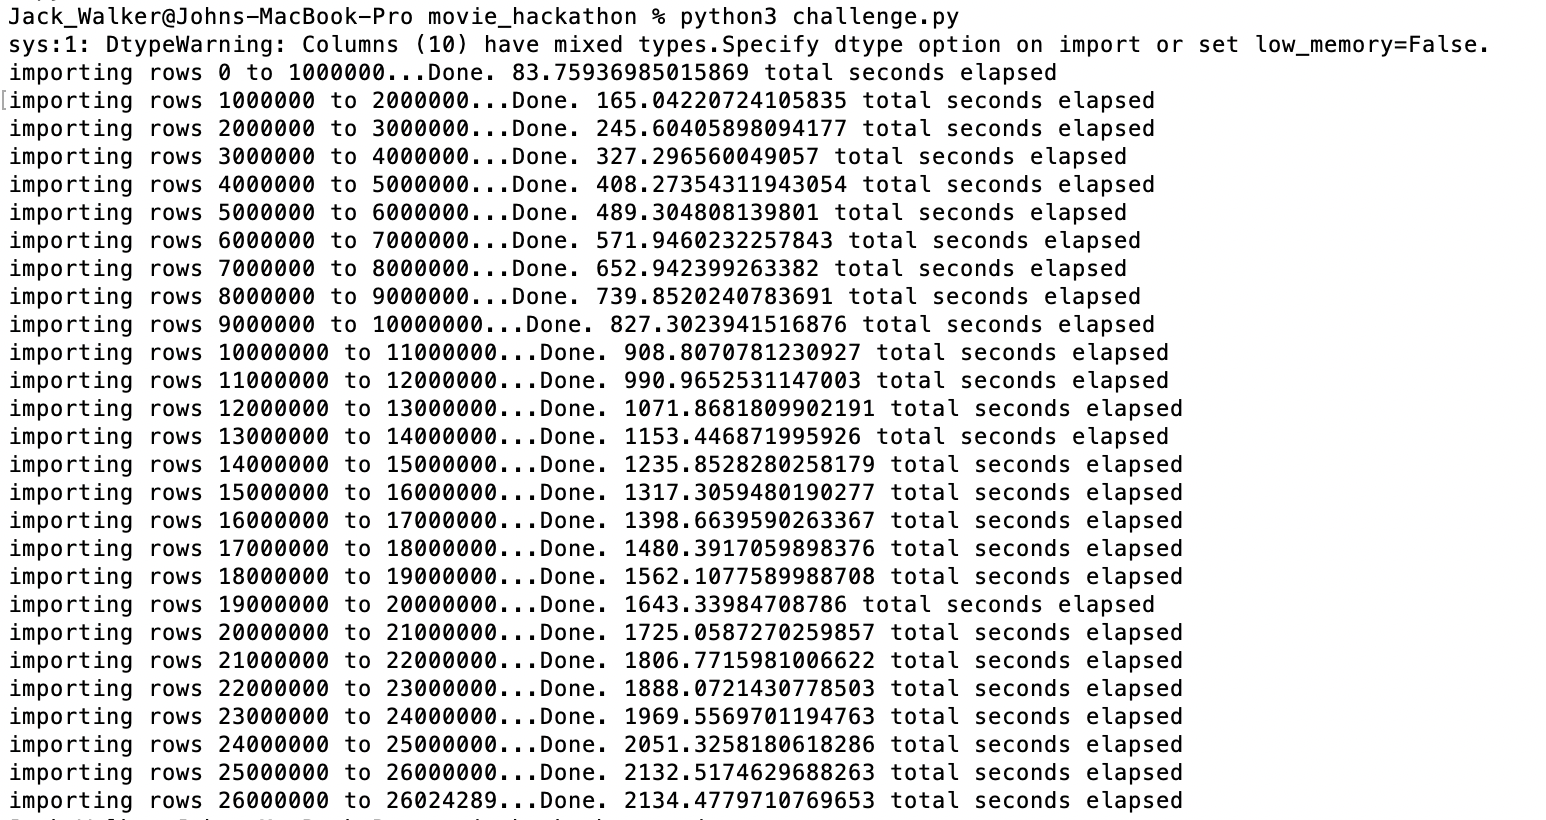 Jack_Walker@Johns-MacBook-Pro movie_hackathon % python3 challenge.py
sys:1: DtypeWarning: Columns (10) have mixed types.Specify dtype option on import or set low_memory=False.
importing rows 0 to 1000000...Done. 83.75936985015869 total seconds elapsed
[importing rows 1000000 to 2000000...Done. 165.04220724105835 total seconds elapsed
importing rows 2000000 to 3000000...Done. 245.60405898094177 total seconds elapsed
importing rows 3000000 to 4000000...Done. 327.296560049057 total seconds elapsed
importing rows 4000000 to 5000000...Done. 408.27354311943054 total seconds elapsed
importing rows 5000000 to 6000000...Done. 489.304808139801 total seconds elapsed
importing rows 6000000 to 7000000...Done. 571.9460232257843 total seconds elapsed
importing rows 7000000 to 8000000...Done. 652.942399263382 total seconds elapsed
importing rows 8000000 to 9000000...Done. 739.8520240783691 total seconds elapsed
importing rows 9000000 to 10000000...Done. 827.3023941516876 total seconds elapsed
importing rows 10000000 to 11000000...Done. 908.8070781230927 total seconds elapsed
importing rows 11000000 to 12000000...Done. 990.9652531147003 total seconds elapsed
importing rows 12000000 to 13000000...Done. 1071.8681809902191 total seconds elapsed
importing rows 13000000 to 14000000...Done. 1153.446871995926 total seconds elapsed
importing rows 14000000 to 15000000...Done. 1235.8528280258179 total seconds elapsed
importing rows 15000000 to 16000000...Done. 1317.3059480190277 total seconds elapsed
importing rows 16000000 to 17000000...Done. 1398.6639590263367 total seconds elapsed
importing rows 17000000 to 18000000...Done. 1480.3917059898376 total seconds elapsed
importing rows 18000000 to 19000000...Done. 1562.1077589988708 total seconds elapsed
importing rows 19000000 to 20000000...Done. 1643.33984708786 total seconds elapsed
importing rows 20000000 to 21000000...Done. 1725.0587270259857 total seconds elapsed
importing rows 21000000 to 22000000...Done. 1806.7715981006622 total seconds elapsed
importing rows 22000000 to 23000000...Done. 1888.0721430778503 total seconds elapsed
importing rows 23000000 to 24000000...Done. 1969.5569701194763 total seconds elapsed
importing rows 24000000 to 25000000...Done. 2051.3258180618286 total seconds elapsed
importing rows 25000000 to 26000000...Done. 2132.5174629688263 total seconds elapsed
importing rows 26000000 to 26024289...Done. 2134.4779710769653 total seconds elapsed